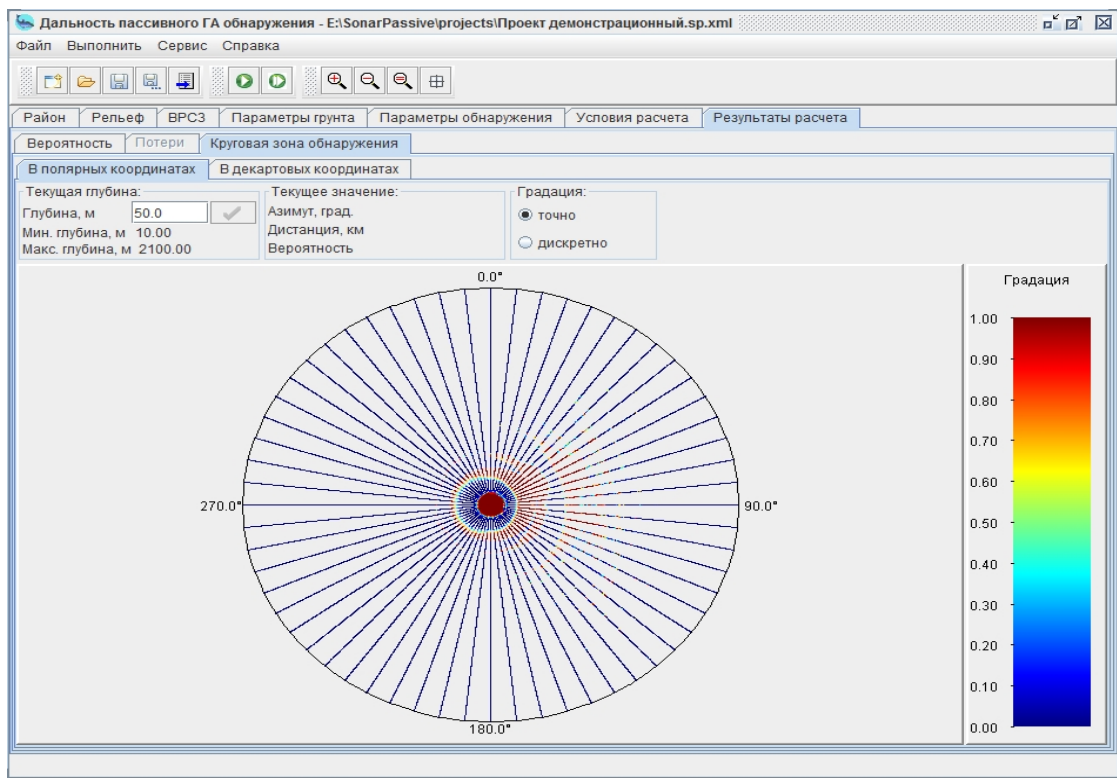 Дальность пассивного ГА обнаружения - E:\SonarPassive\projects\Проект демонстрационный.sp.xml
Файл Выполнить Сервис Справка
Район Рельеф ВРСЗ Параметры грунта Параметры обнаружения Условия расчета Результаты расчета
Вероятность Потери Круговая зона обнаружения
В полярных координатах В декартовых координатах
Текущая глубина: Текущее значение: Градация:
Глубина, м 50.0 Азимут, град. точно
Мин. глубина, м 10.00 Дистанция, км
Макс. глубина, м 2100.00 Вероятность дискретно
0.0°
270.0° 90.0°
180.0°
Градация
1.00
0.90
0.80
0.70
0.60
0.50
0.40
0.30
0.20
0.10
0.00